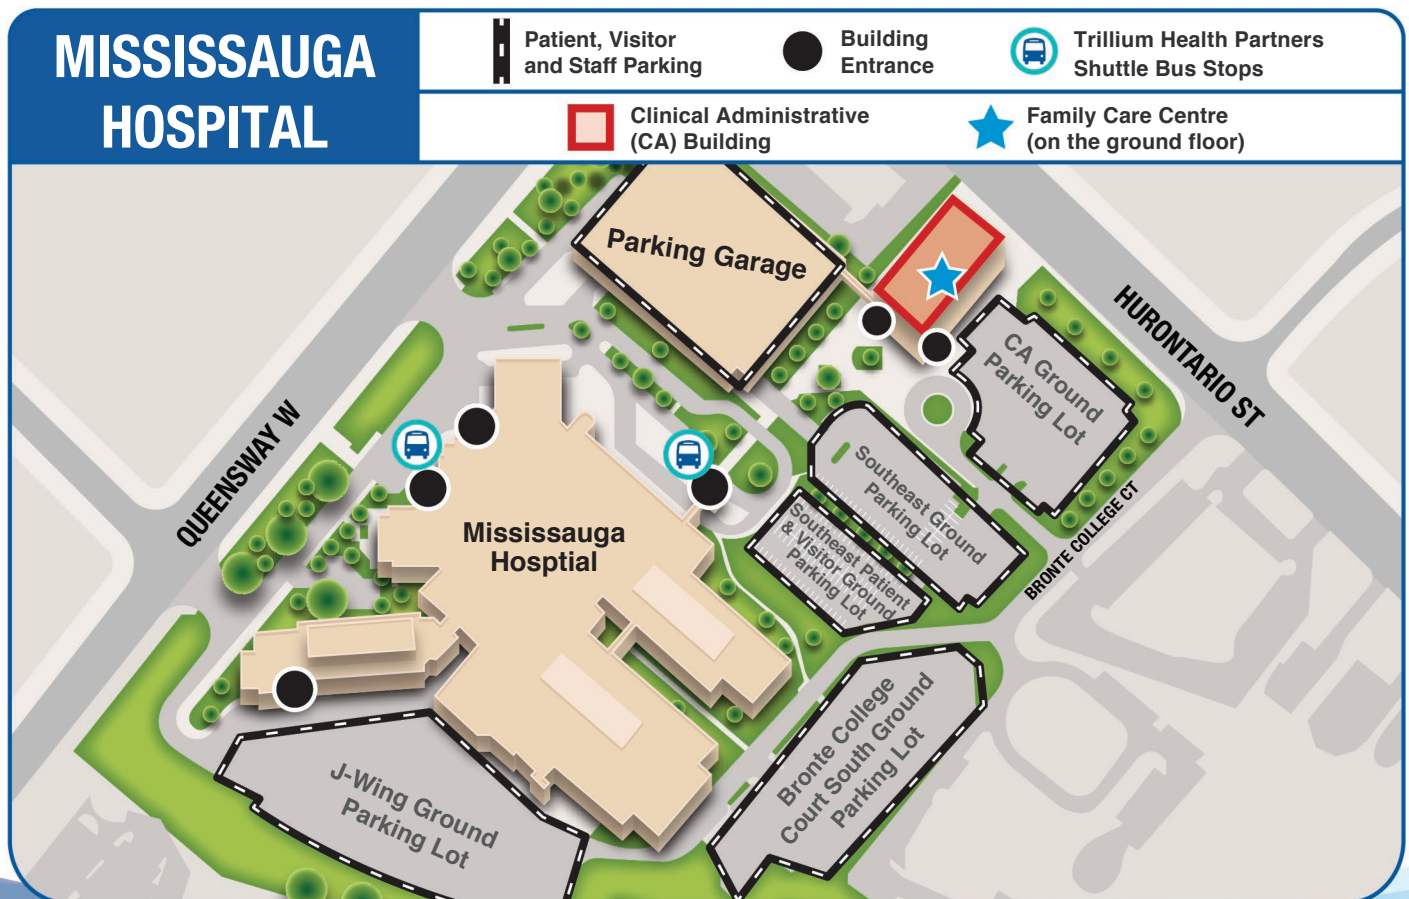 MISSISSAUGA
HOSPITAL
Patient, Visitor
and Staff Parking
Building
Entrance
Trillium Health Partners
Shuttle Bus Stops
Clinical Administrative
(CA) Building
Family Care Centre
(on the ground floor)
Parking Garage
HURONTARIO ST
CA Ground
Parking Lot
QUEENSWAY W
Southeast Ground
Parking Lot
Mississauga
Hosptial
Southeast Patient
& Visitor Ground
Parking Lot
BRONTE COLLEGE CT
Bronte College
Court South Ground
Parking Lot
J-Wing Ground
Parking Lot